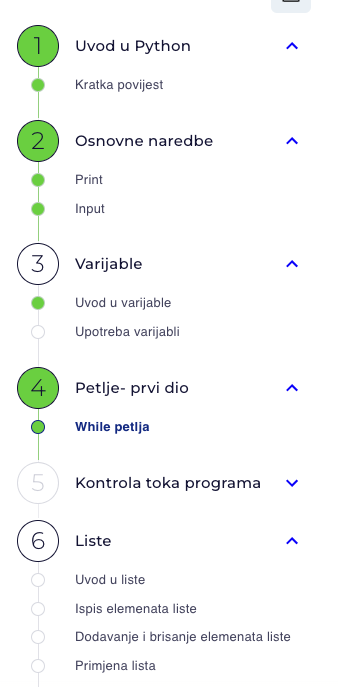 1 Uvod u Python
Kratka povijest
2 Osnovne naredbe
Print
Input
3 Varijable
Uvod u varijable
Upotreba varijabli
4 Petlje- prvi dio
While petlja
5 Kontrola toka programa
6 Liste
Uvod u liste
Ispis elemenata liste
Dodavanje i brisanje elemenata liste
Primjena lista